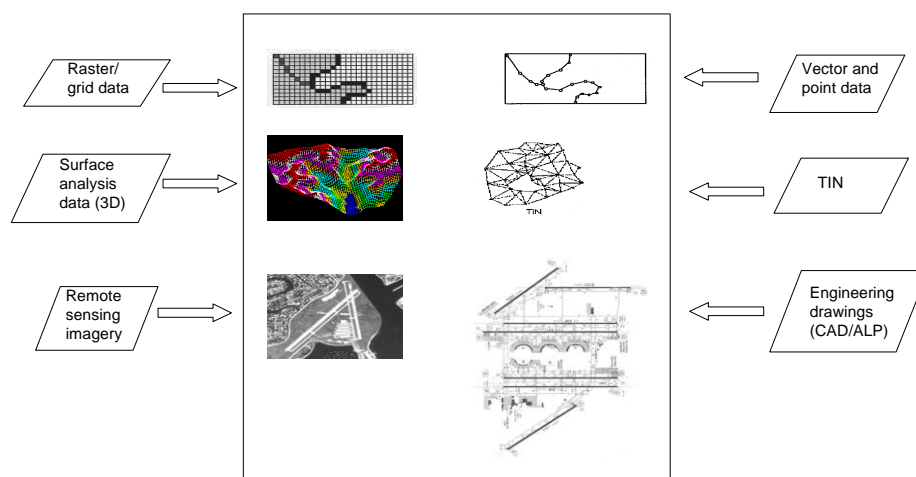 Raster/
grid data
Vector and
point data
Surface
analysis
data (3D)
TIN
TIN
Remote
sensing
imagery
Engineering
drawings
(CAD/ALP)